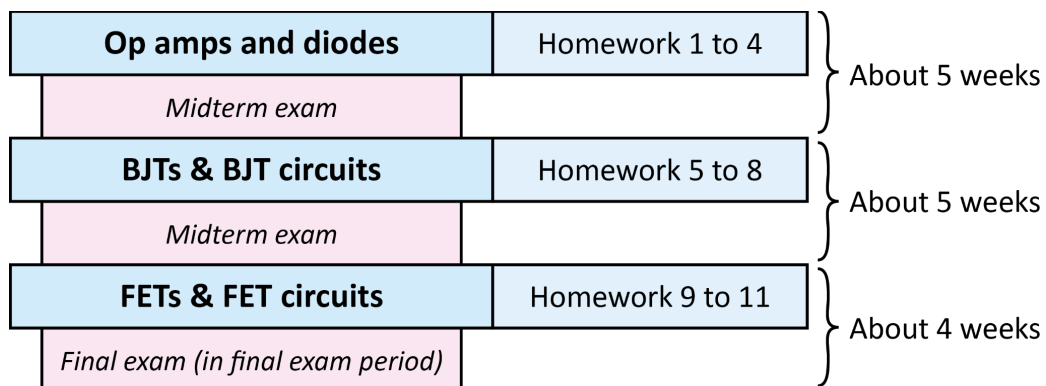 Op amps and diodes
Homework 1 to 4
About 5 weeks
Midterm exam
BJTs & BJT circuits
Homework 5 to 8
About 5 weeks
Midterm exam
FETs & FET circuits
Homework 9 to 11
About 4 weeks
Final exam (in final exam period)